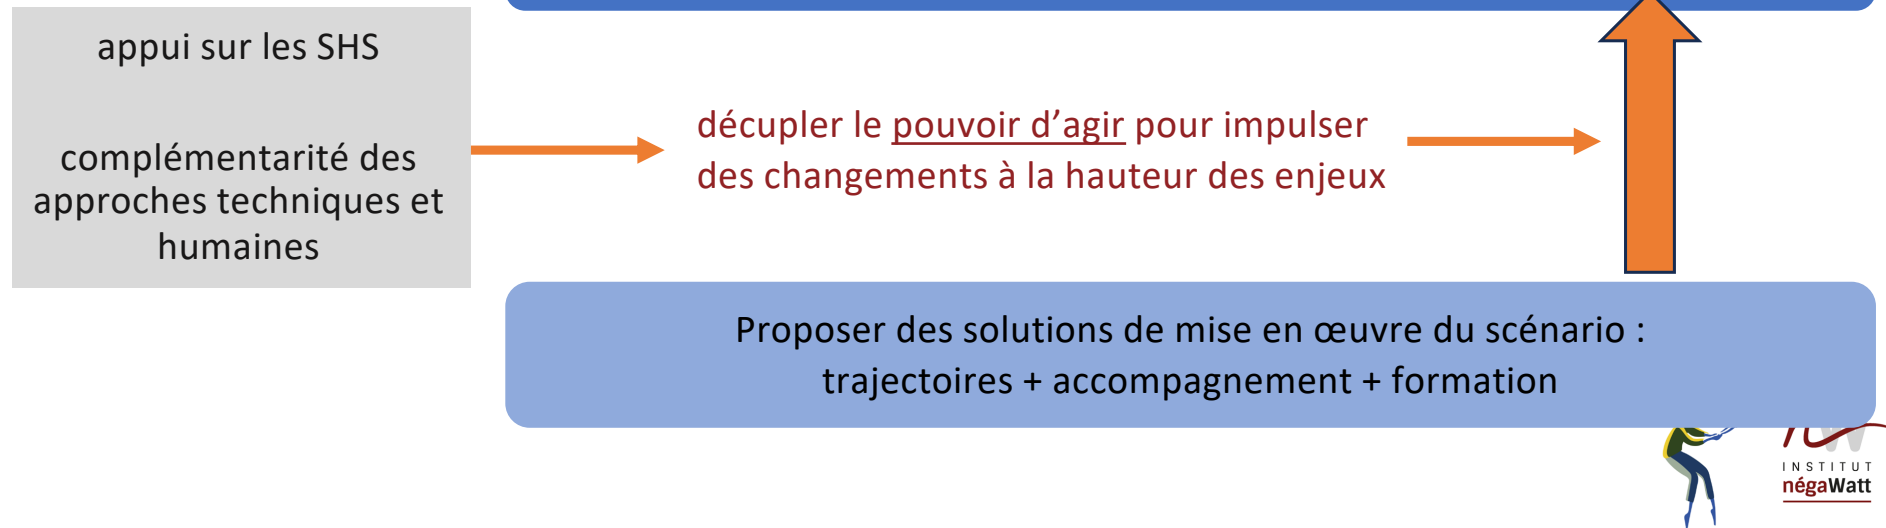 appui sur les SHS
complémentarité des
approches techniques et
humaines
décupler le pouvoir d’agir pour impulser
des changements à la hauteur des enjeux
Proposer des solutions de mise en œuvre du scénario :
trajectoires + accompagnement + formation
INSTITUT
négaWatt